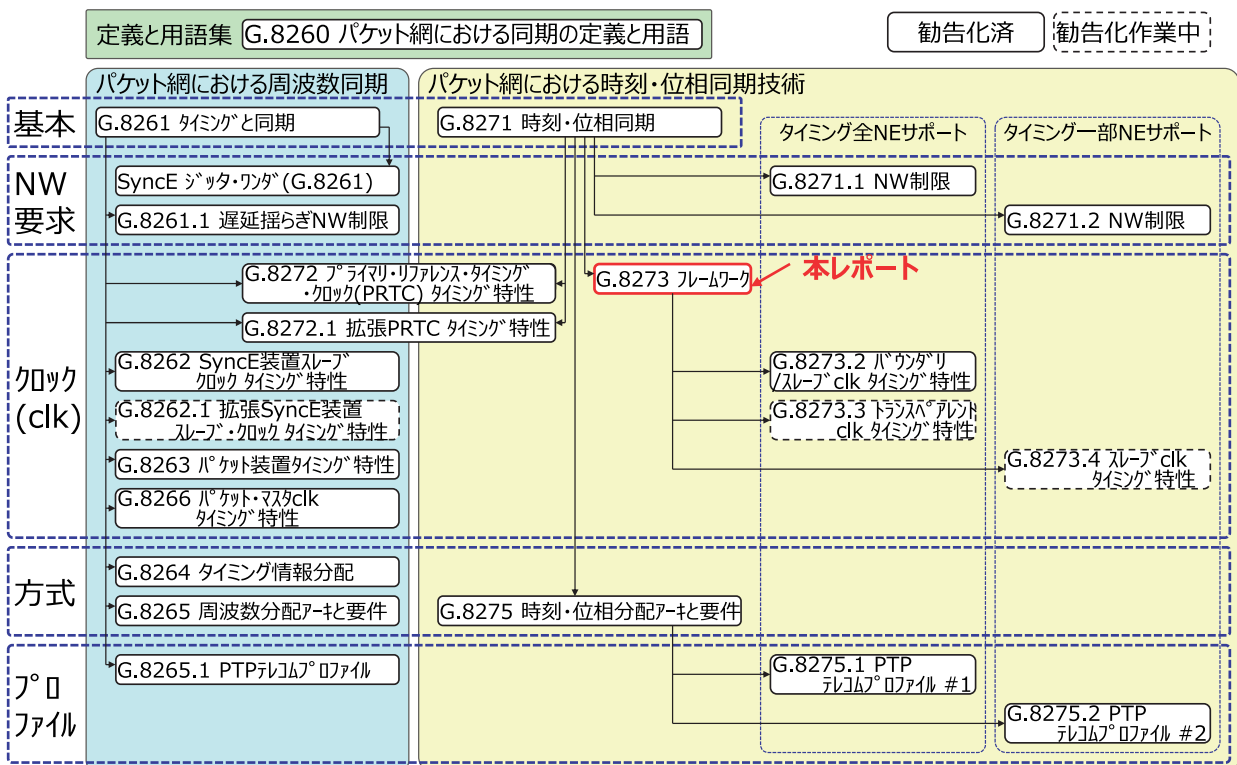 定義と用語集
G.8260 パケット網における同期の定義と用語
勧告化済
勧告化作業中
パケット網における周波数同期
パケット網における時刻・位相同期技術
基本
G.8261 タイミングと同期
G.8271 時刻・位相同期
タイミング全NEサポート
タイミング一部NEサポート
NW
要求
SyncE ジッタ・ワンダ(G.8261)
G.8271.1 NW制限
G.8261.1 遅延揺らぎNW制限
G.8271.2 NW制限
クロック
(clk)
G.8272 プライマリ・リファレンス・タイミング
・クロック(PRTC) タイミング特性
G.8273 フレームワーク
本レポート
G.8272.1 拡張PRTC タイミング特性
G.8262 SyncE装置スレーブ
クロック タイミング特性
G.8273.2 バウンダリ
/スレーブclk タイミング特性
G.8262.1 拡張SyncE装置
スレーブ・クロック タイミング特性
G.8273.3 トランスペアレント
clk タイミング特性
G.8263 パケット装置タイミング特性
G.8273.4 スレーブclk
タイミング特性
G.8266 パケット・マスタclk
タイミング特性
方式
G.8264 タイミング情報分配
G.8265 周波数分配アーキと要件
G.8275 時刻・位相分配アーキと要件
プロ
ファイル
G.8265.1 PTPテレコムプロファイル
G.8275.1 PTP
テレコムプロファイル #1
G.8275.2 PTP
テレコムプロファイル #2